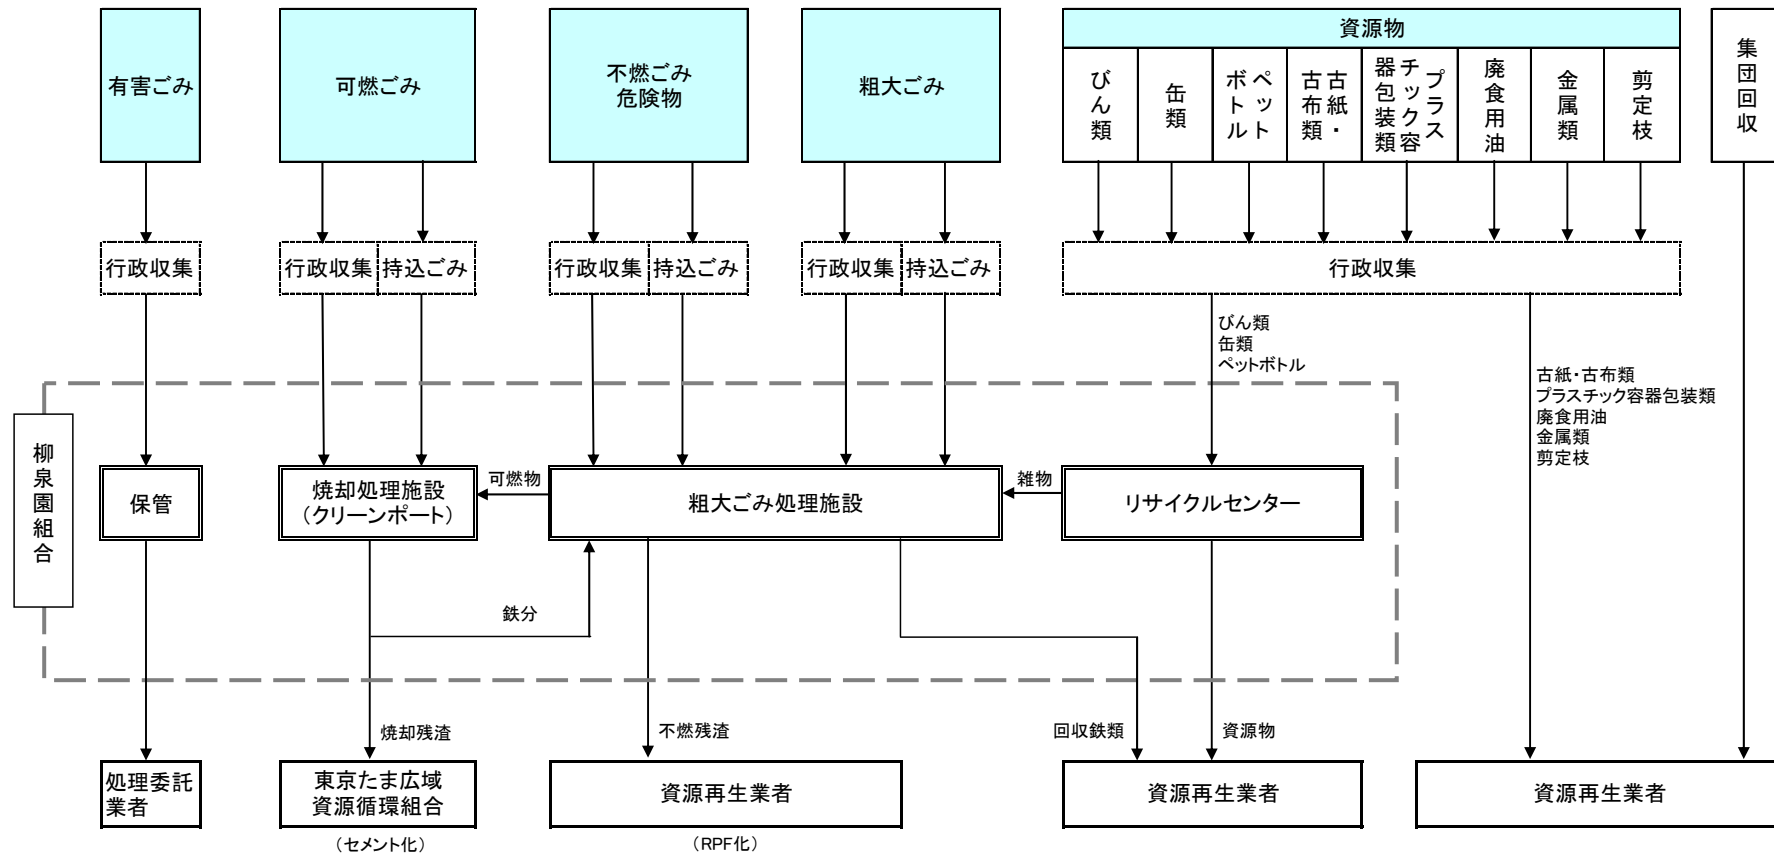 有害ごみ
可燃ごみ
不燃ごみ
危険物
粗大ごみ
資源物
びん類
缶類
ペット
ボトル
古紙・
古布類
プラス
チック容
器包装類
廃食用油
金属類
剪定枝
集団回収
行政収集
行政収集
持込ごみ
行政収集
持込ごみ
行政収集
持込ごみ
行政収集
びん類
缶類
ペットボトル
古紙・古布類
プラスチック容器包装類
廃食用油
金属類
剪定枝
柳泉園組合
保管
焼却処理施設
（クリーンポート）
可燃物
粗大ごみ処理施設
雑物
リサイクルセンター
鉄分
焼却残渣
不燃残渣
回収鉄類
資源物
処理委託
業者
東京たま広域
資源循環組合
資源再生業者
資源再生業者
資源再生業者
（セメント化）
（RPF化）